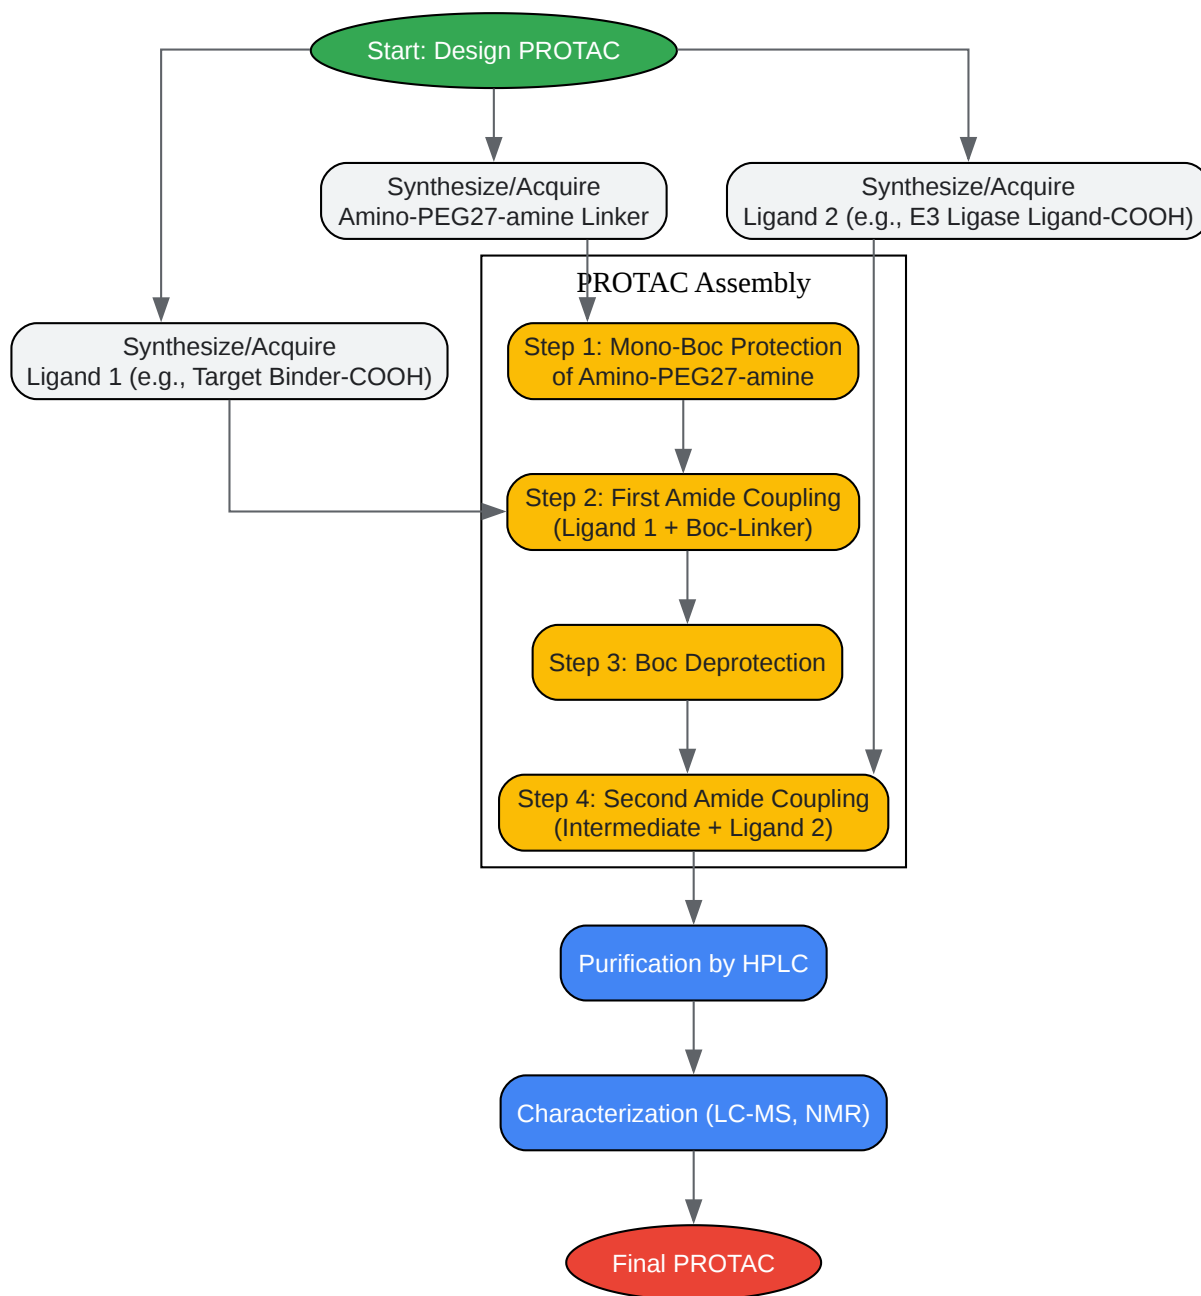 Start: Design PROTAC
Synthesize/Acquire
Amino-PEG27-amine Linker
Synthesize/Acquire
Ligand 2 (e.g., E3 Ligase Ligand-COOH)
PROTAC Assembly
Synthesize/Acquire
Ligand 1 (e.g., Target Binder-COOH)
Step 1: Mono-Boc Protection
of Amino-PEG27-amine
Step 2: First Amide Coupling
(Ligand 1 + Boc-Linker)
Step 3: Boc Deprotection
Step 4: Second Amide Coupling
(Intermediate + Ligand 2)
Purification by HPLC
Characterization (LC-MS, NMR)
Final PROTAC